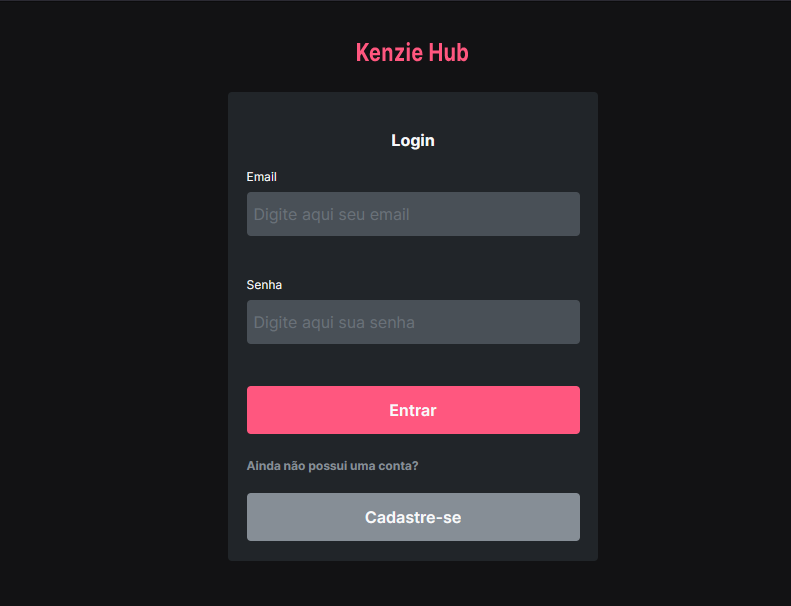 Kenzie Hub
Login
Email
Digite aqui seu email
Senha
Digite aqui sua senha
Entrar
Ainda não possui uma conta?
Cadastre-se